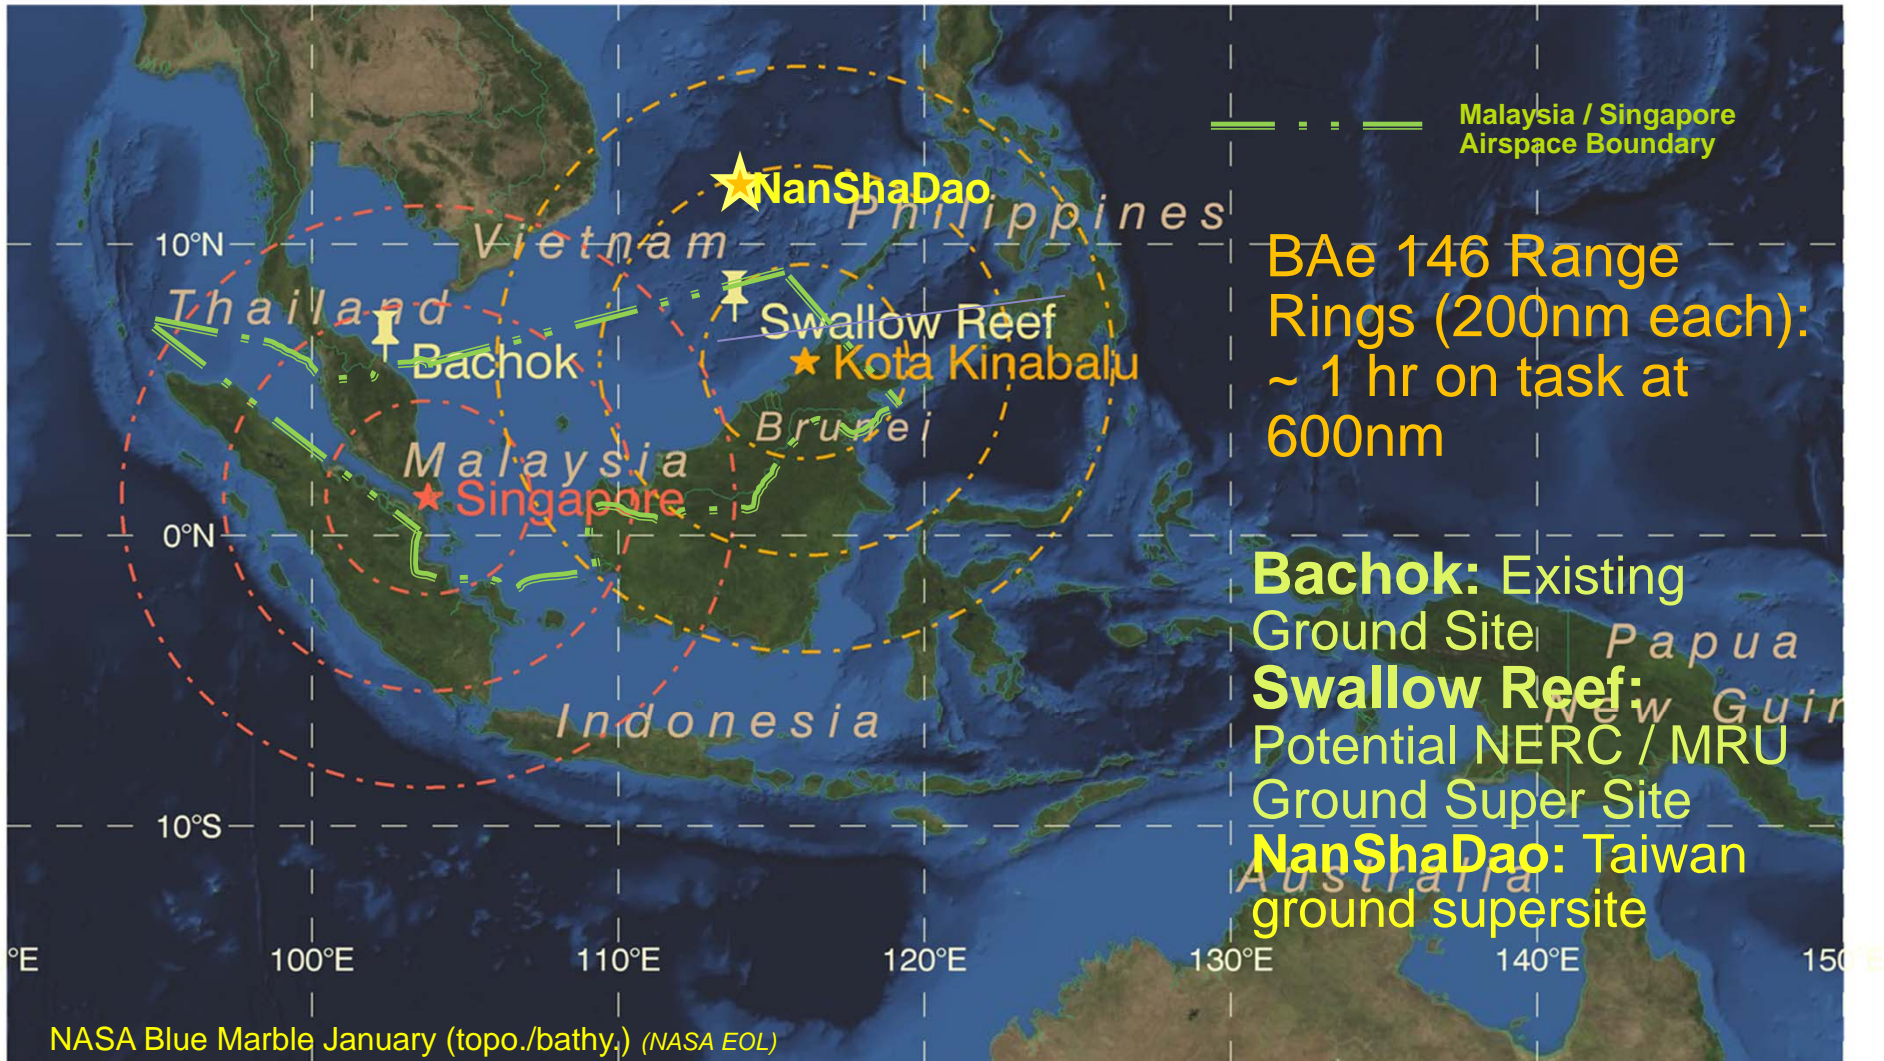 Malaysia / Singapore
Airspace Boundary
NanShaDao
Philippines
10°N
Vietnam
BAe 146 Range
Rings (200nm each):
~ 1 hr on task at
600nm
Thailand
Swallow Reef
Bachok
Kota Kinabalu
Brunei
Malaysia
Singapore
0°N
Bachok: Existing
Ground Site
Swallow Reef:
Potential NERC / MRU
Ground Super Site
NanShaDao: Taiwan
ground supersite
Papua
New Guin
Indonesia
10°S
Australia
°E
100°E
110°E
120°E
130°E
140°E
150°E
NASA Blue Marble January (topo./bathy.) (NASA EOL)